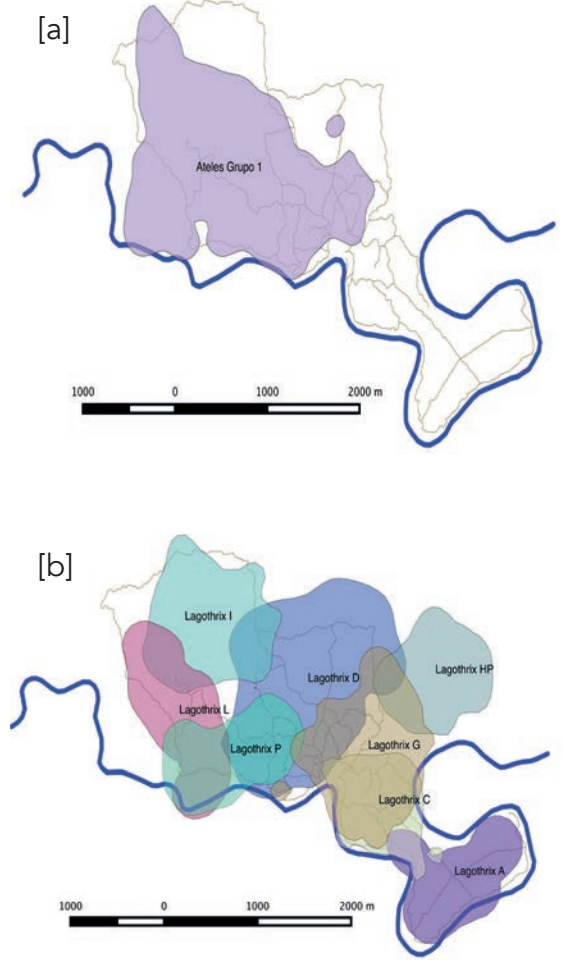 [a]
Ateles Grupo 1
1000 0 1000 2000 m
[b]
Lagothrix I
Lagothrix D
Lagothrix HP
Lagothrix L
Lagothrix P
Lagothrix G
Lagothrix C
Lagothrix A
1000 0 1000 2000 m